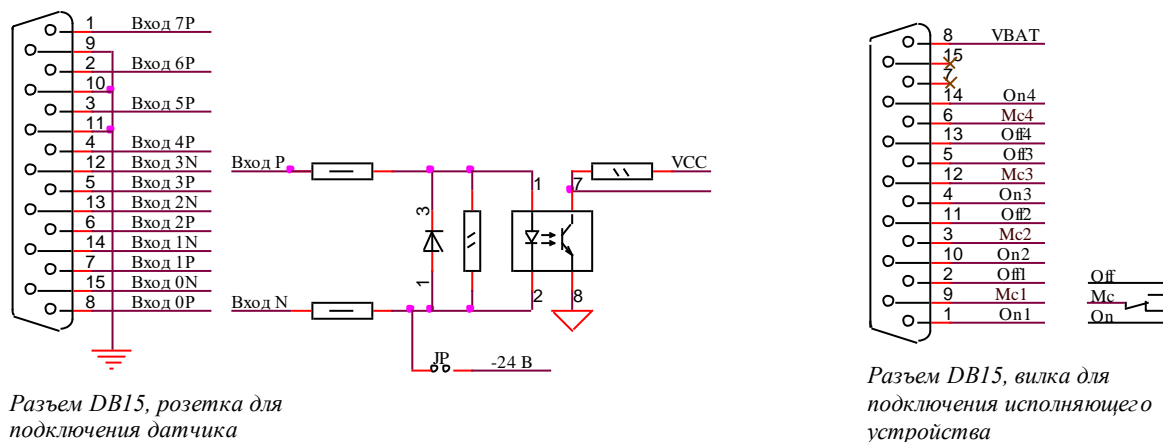 1 Вход 7P
9
2 Вход 6P
10
3 Вход 5P
11
4 Вход 4P
12 Вход 3N
5 Вход 3P
13 Вход 2N
6 Вход 2P
14 Вход 1N
7 Вход 1P
15 Вход 0N
8 Вход 0P
Разъем DB15, розетка для
подключения датчика
Вход P
VCC
1
7
3
1
2
8
Вход N
JP
-24 В
8 VBAT
15
7
14 On4
6 Mc4
13 Off4
5 Off3
12 Mc3
4 On3
11 Off2
3 Mc2
10 On2
2 Off1
9 Mc1
1 On1
Off
Mc
On
Разъем DB15, вилка для
подключения исполняющего
устройства